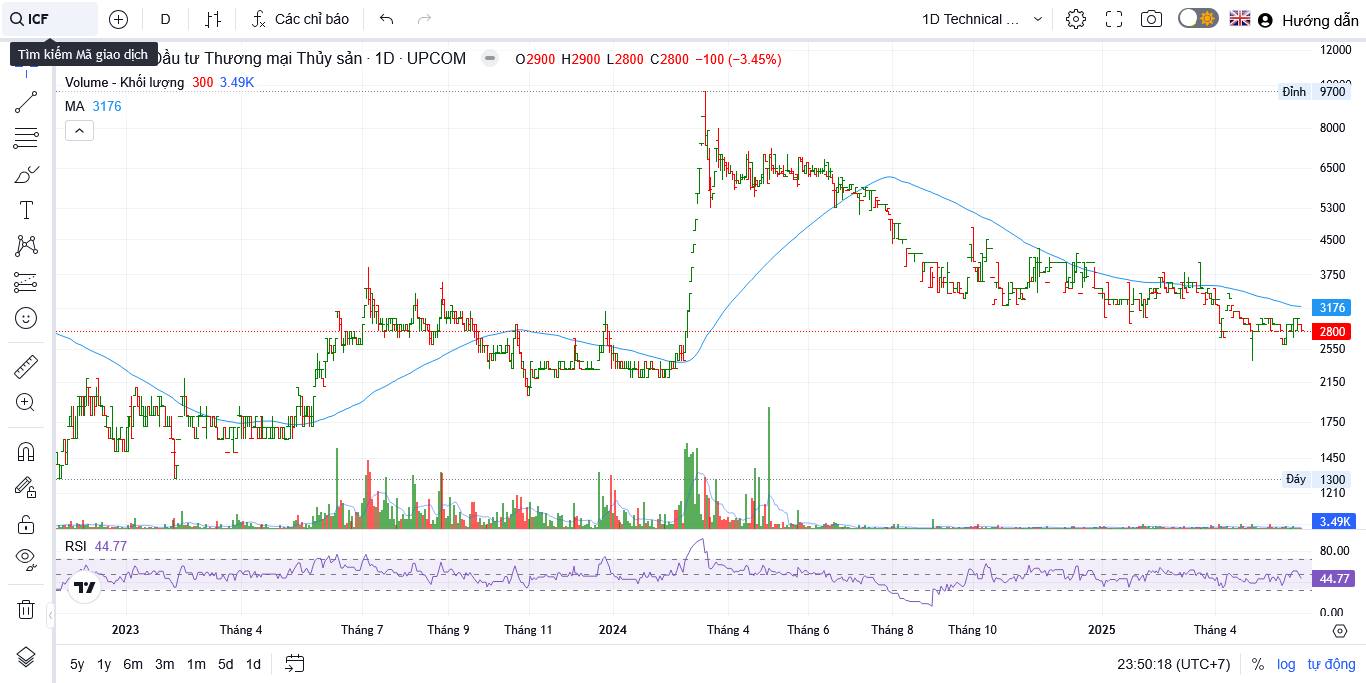 ICF
D
Các chỉ báo
1D Technical ...
Hướng dẫn
Tìm kiếm Mã giao dịch
Đầu tư Thương mại Thủy sản · 1D · UPCOM
O2900 H2900 L2800 C2800 −100 (−3.45%)
Volume - Khối lượng 300 3.49K
MA 3176
12000
Đỉnh 9700
8000
6500
5300
4500
3750
3176
2800
2550
2150
1750
1450
Đáy 1300
1210
3.49K
RSI 44.77
80.00
44.77
0.00
2023 Tháng 4 Tháng 7 Tháng 9 Tháng 11 2024 Tháng 4 Tháng 6 Tháng 8 Tháng 10 2025 Tháng 4
5y 1y 6m 3m 1m 5d 1d
23:50:18 (UTC+7) % log tự động